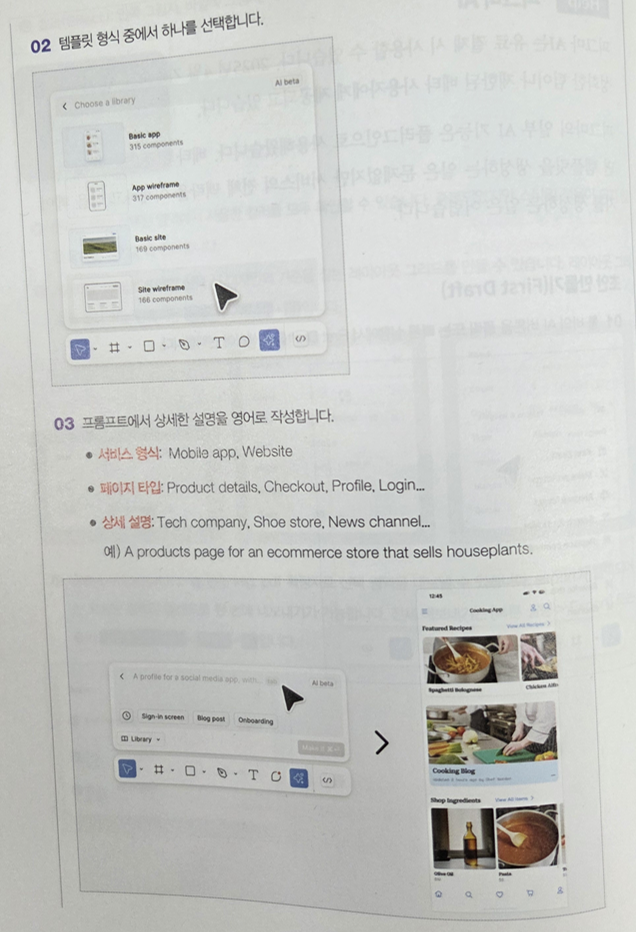 02 템플릿 형식 중에서 하나를 선택합니다.
AI beta
Choose a library
Basic app
315 components
App wireframe
317 components
Basic site
169 components
Site wireframe
166 components
03 프롬프트에서 상세한 설명을 영어로 작성합니다.
• 서비스 형식: Mobile app, Website
• 페이지 타입: Product details, Checkout, Profile, Login...
• 상세 설명: Tech company, Shoe store, News channel...
예) A products page for an ecommerce store that sells houseplants.
A profile for a social media app, with...
AI beta
Sign-in screen Blog post Onboarding
Library
Make it
12:45
Cooking App
Featured Recipes View All Recipes
Spaghetti Bolognese Chicken Alfr
Cooking Blog
Shop Ingredients View All Items
Olive Oil Pasta